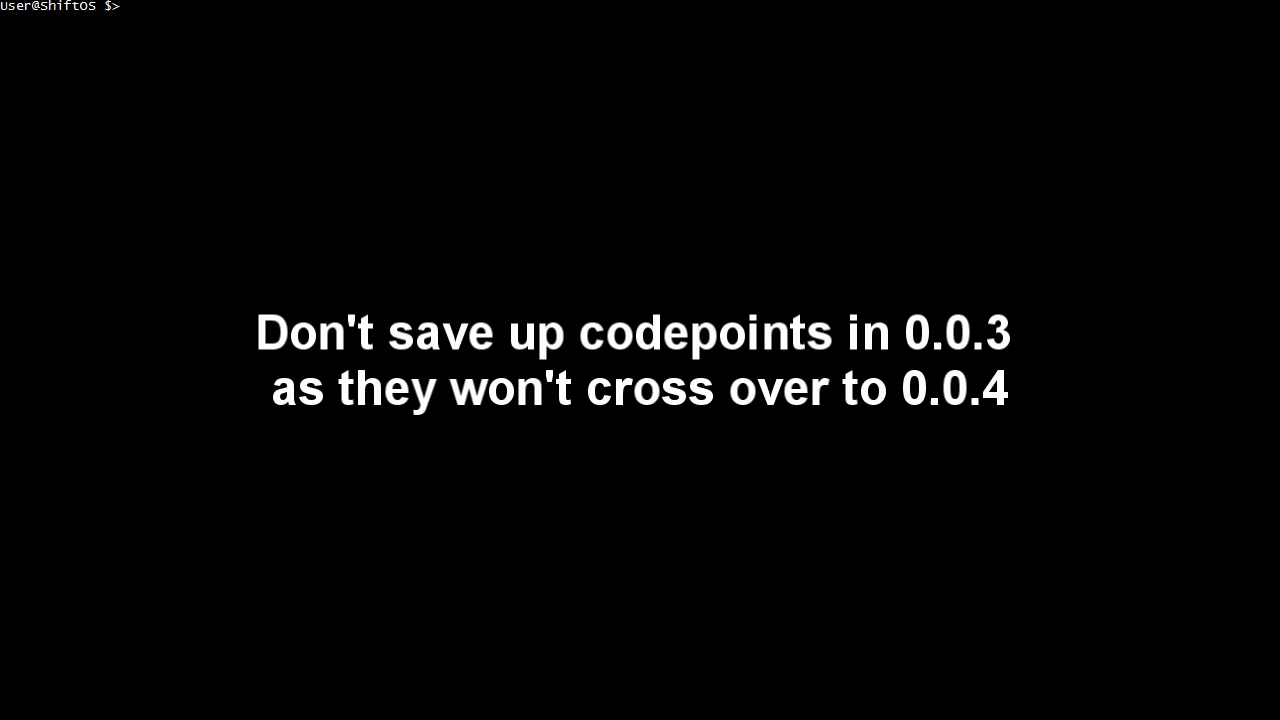 user@shiftos $>
Don't save up codepoints in 0.0.3
as they won't cross over to 0.0.4